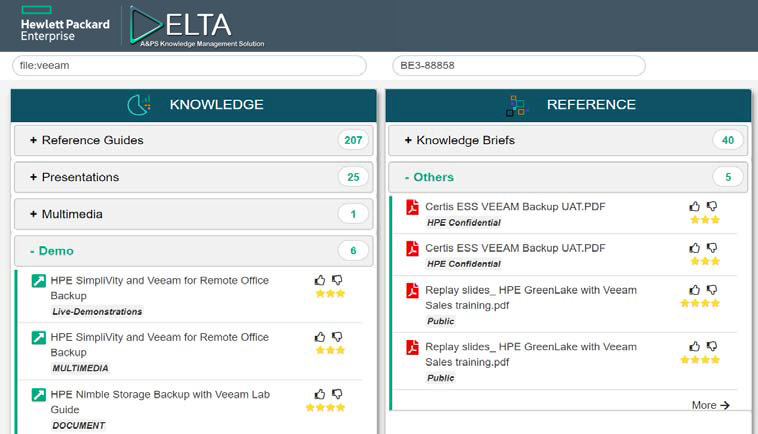 Hewlett Packard
Enterprise
DELTA
A&PS Knowledge Management Solution
file:veeam
BE3-88858
KNOWLEDGE
+ Reference Guides 207
+ Presentations 25
+ Multimedia 1
- Demo 6
HPE SimpliVity and Veeam for Remote Office
Backup
Live-Demonstrations
HPE SimpliVity and Veeam for Remote Office
Backup
MULTIMEDIA
HPE Nimble Storage Backup with Veeam Lab
Guide
DOCUMENT
REFERENCE
+ Knowledge Briefs 40
- Others 5
Certis ESS VEEAM Backup UAT.PDF
HPE Confidential
Certis ESS VEEAM Backup UAT.PDF
HPE Confidential
Replay slides_ HPE GreenLake with Veeam
Sales training.pdf
Public
Replay slides_ HPE GreenLake with Veeam
Sales training.pdf
Public
More →